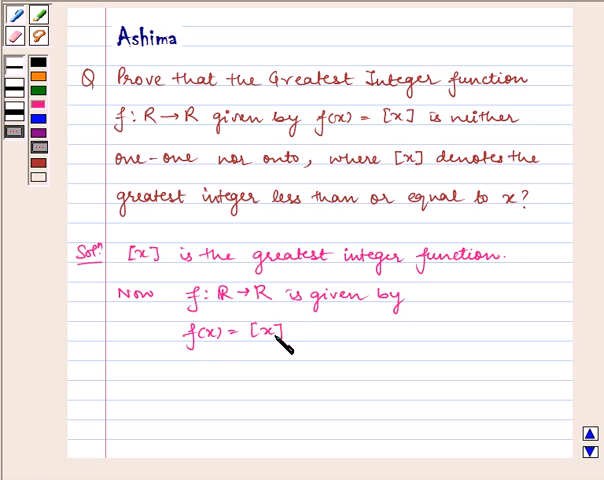 Ashima
Q Prove that the Greatest Integer function
f : R → R given by f(x) = [x] is neither
one-one nor onto, where [x] denotes the
greatest integer less than or equal to x?
Solⁿ. [x] is the greatest integer function.
Now f : R → R is given by
f(x) = [x]